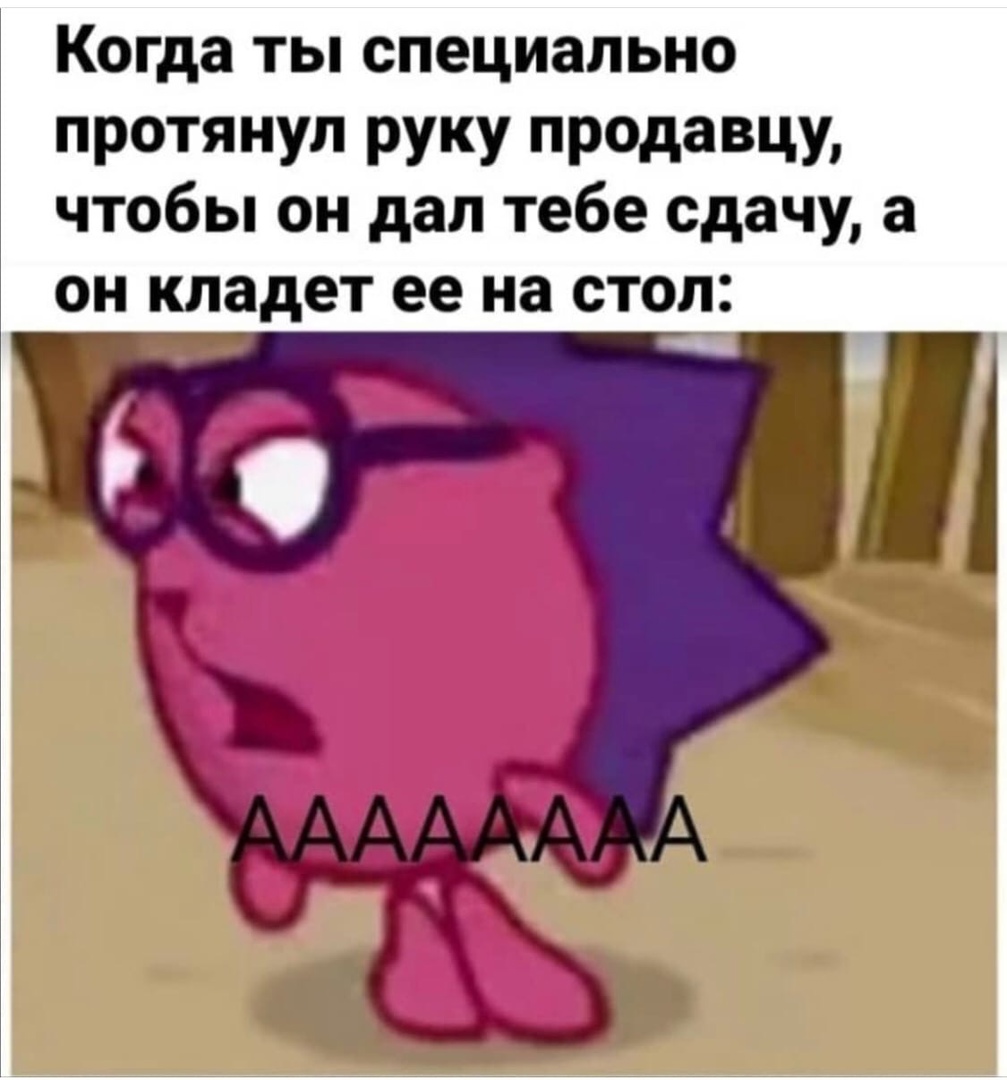 Когда ты специально
протянул руку продавцу,
чтобы он дал тебе сдачу, а
он кладет ее на стол:
АААААААА